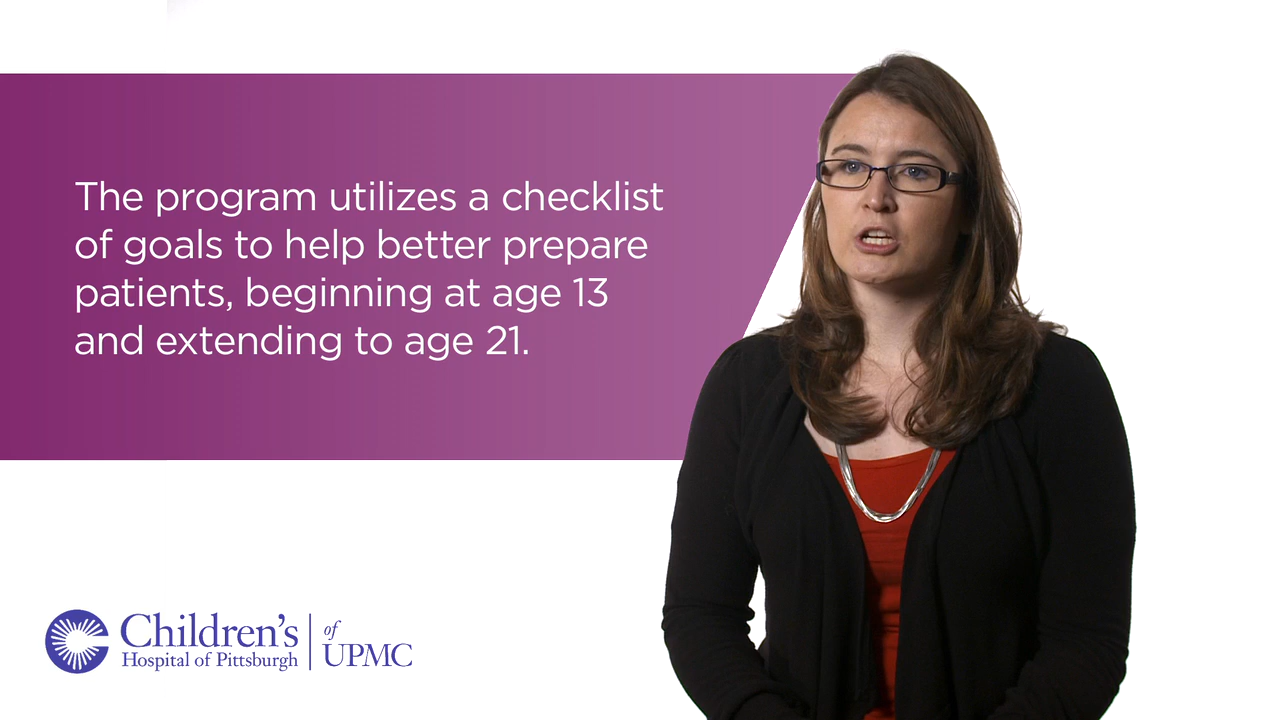 The program utilizes a checklist
of goals to help better prepare
patients, beginning at age 13
and extending to age 21.
Children's
Hospital of Pittsburgh
of
UPMC